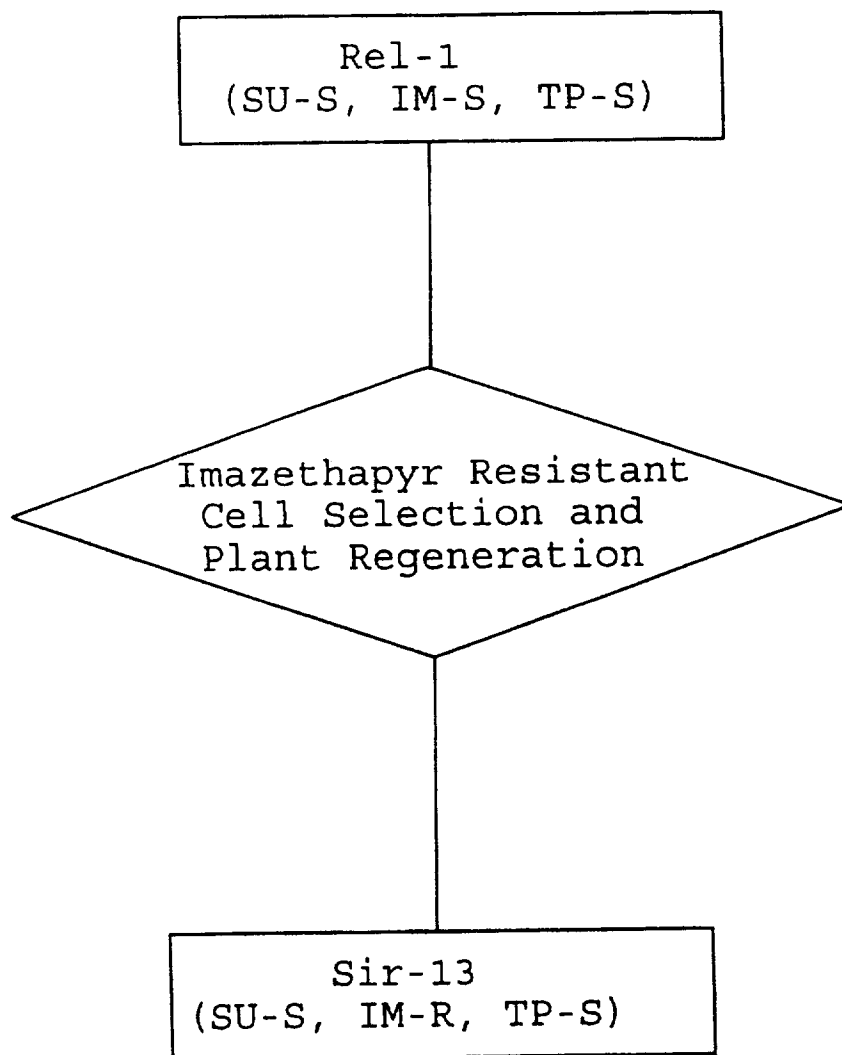 Rel-1
(SU-S, IM-S, TP-S)
Imazethapyr Resistant
Cell Selection and
Plant Regeneration
Sir-13
(SU-S, IM-R, TP-S)